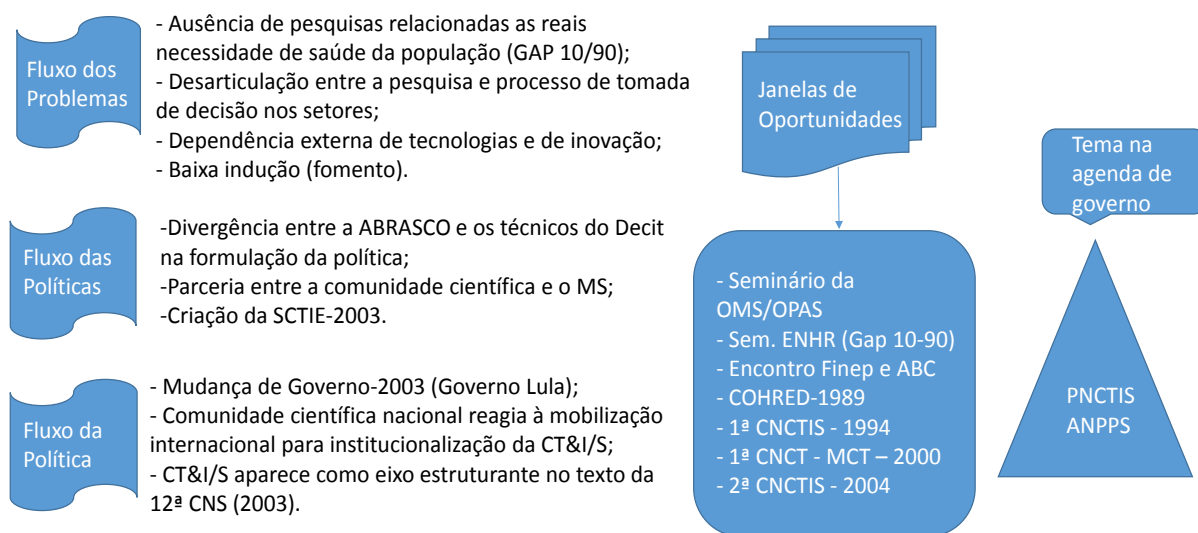 Fluxo dos
Problemas
- Ausência de pesquisas relacionadas as reais
necessidade de saúde da população (GAP 10/90);
- Desarticulação entre a pesquisa e processo de tomada
de decisão nos setores;
- Dependência externa de tecnologias e de inovação;
- Baixa indução (fomento).
Fluxo das
Políticas
-Divergência entre a ABRASCO e os técnicos do Decit
na formulação da política;
-Parceria entre a comunidade científica e o MS;
-Criação da SCTIE-2003.
Fluxo da
Política
- Mudança de Governo-2003 (Governo Lula);
- Comunidade científica nacional reagia à mobilização
internacional para institucionalização da CT&I/S;
- CT&I/S aparece como eixo estruturante no texto da
12ª CNS (2003).
Janelas de
Oportunidades
- Seminário da
OMS/OPAS
- Sem. ENHR (Gap 10-90)
- Encontro Finep e ABC
- COHRED-1989
- 1ª CNCTIS - 1994
- 1ª CNCT - MCT – 2000
- 2ª CNCTIS - 2004
Tema na
agenda de
governo
PNCTIS
ANPPS